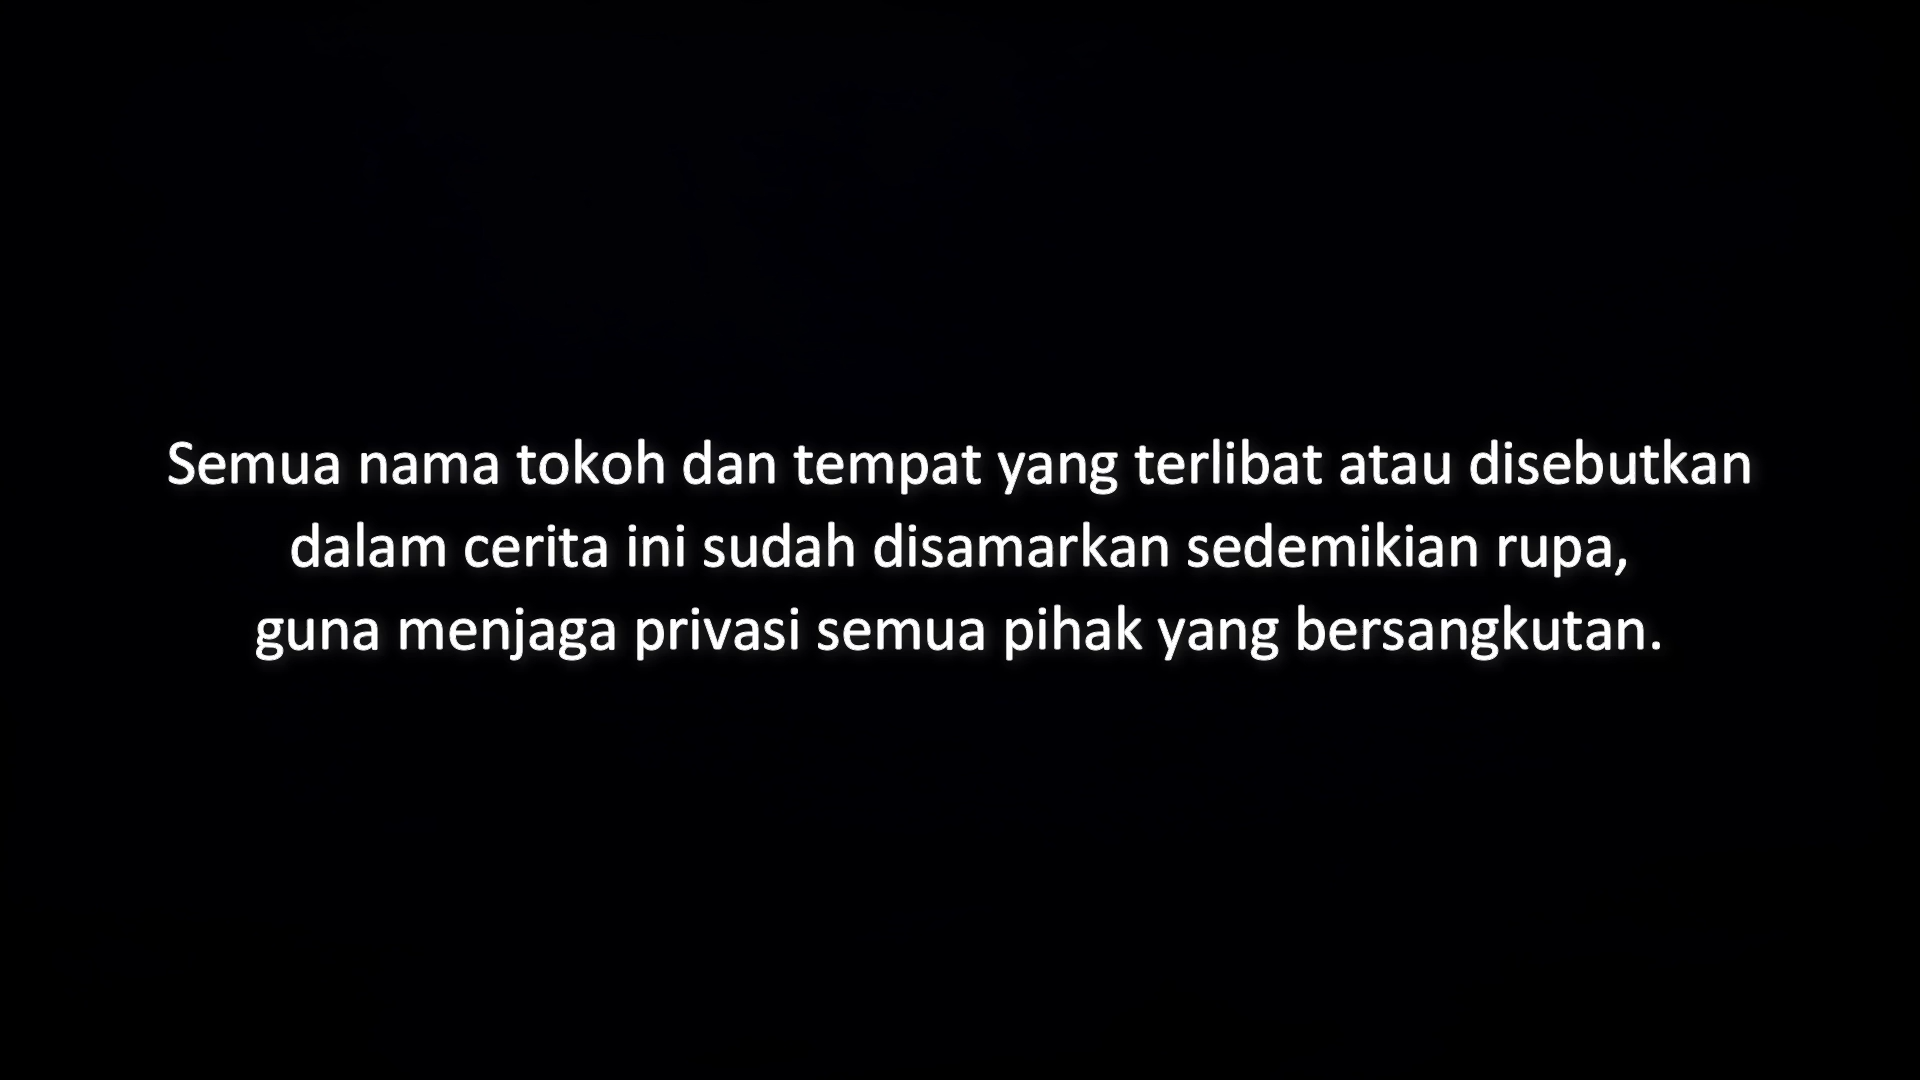 Semua nama tokoh dan tempat yang terlibat atau disebutkan
dalam cerita ini sudah disamarkan sedemikian rupa,
guna menjaga privasi semua pihak yang bersangkutan.